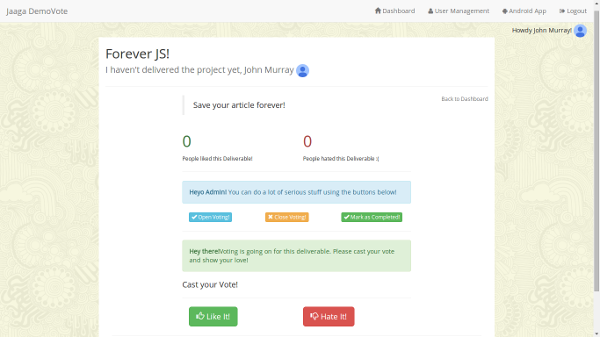 Jaaga DemoVote
Dashboard
User Management
Android App
Logout
Howdy John Murray!
Forever JS!
I haven't delivered the project yet, John Murray
Back to Dashboard
Save your article forever!
0
0
People liked this Deliverable!
People hated this Deliverable :(
Heyo Admin! You can do a lot of serious stuff using the buttons below!
Open Voting!
Close Voting!
Mark as Completed!
Hey there!Voting is going on for this deliverable. Please cast your vote
and show your love!
Cast your Vote!
Like It!
Hate It!